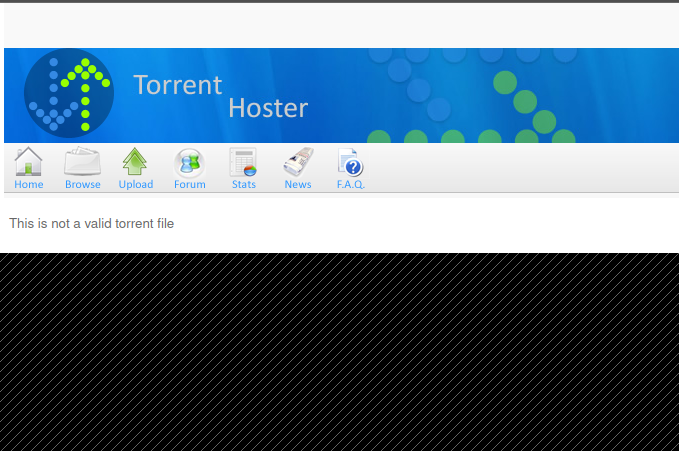 Torrent
Hoster
Home Browse Upload Forum Stats News F.A.Q.
This is not a valid torrent file